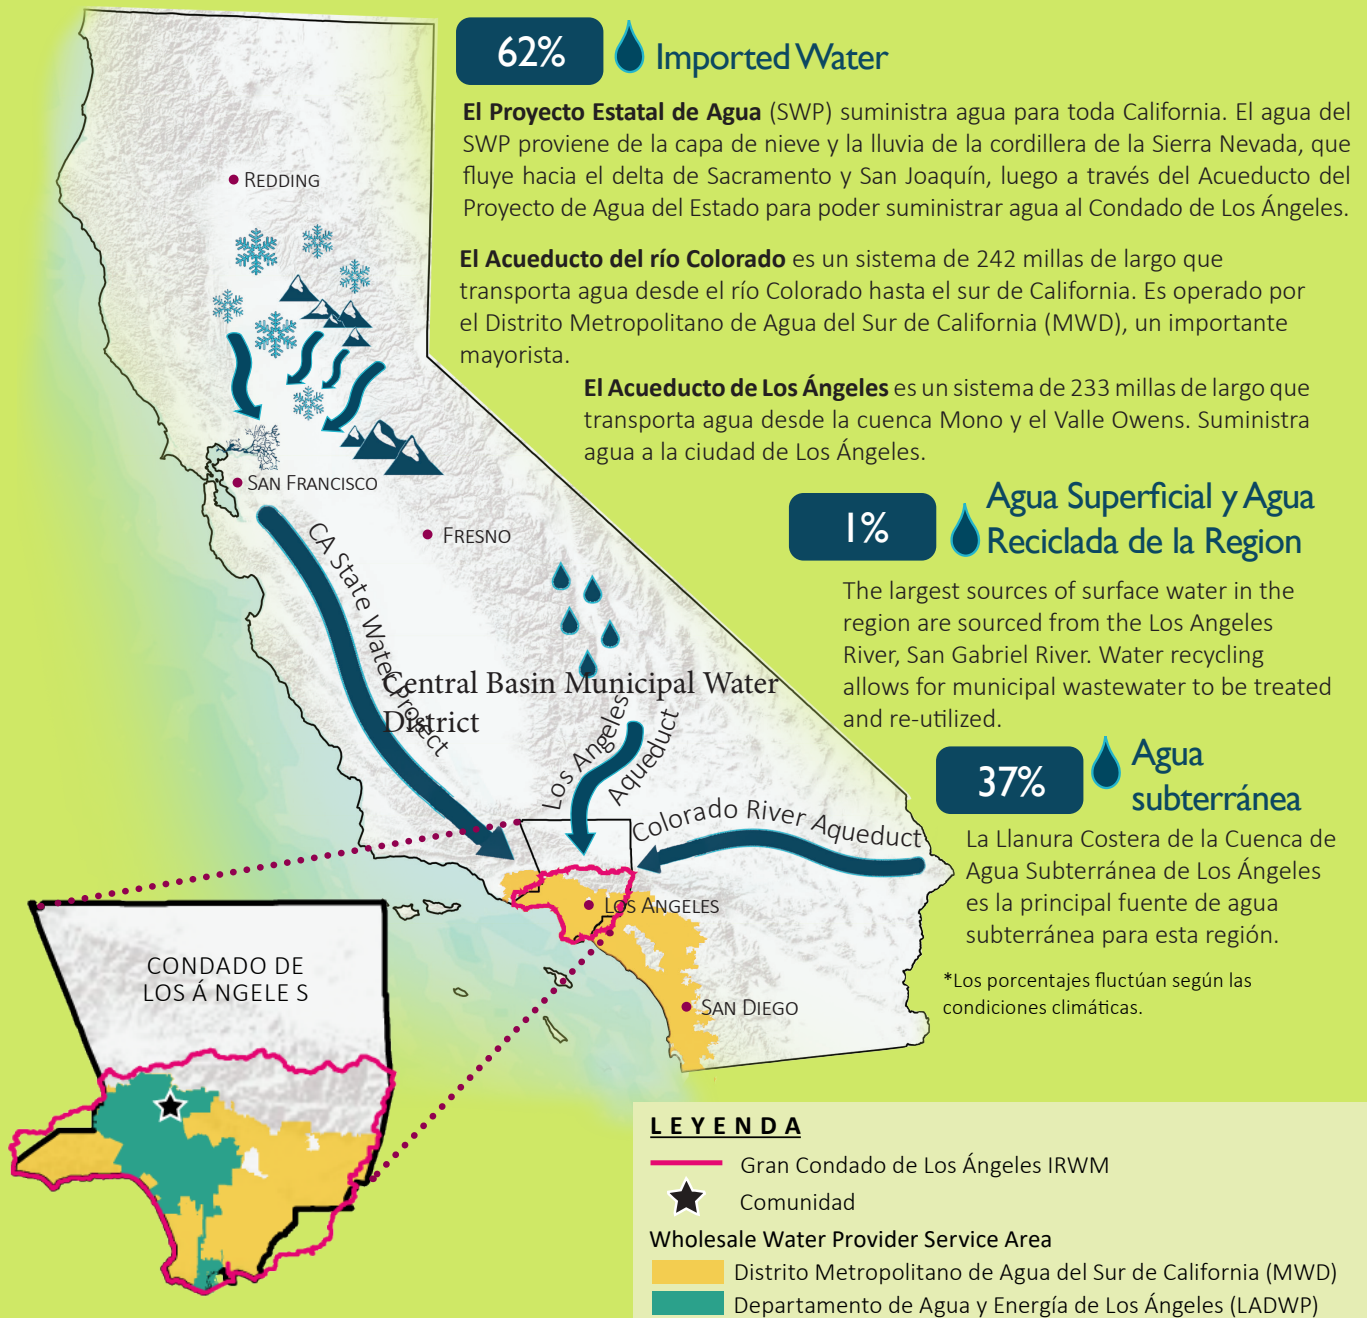 62%
Imported Water
El Proyecto Estatal de Agua (SWP) suministra agua para toda California. El agua del
SWP proviene de la capa de nieve y la lluvia de la cordillera de la Sierra Nevada, que
fluye hacia el delta de Sacramento y San Joaquín, luego a través del Acueducto del
Proyecto de Agua del Estado para poder suministrar agua al Condado de Los Ángeles.
El Acueducto del río Colorado es un sistema de 242 millas de largo que
transporta agua desde el río Colorado hasta el sur de California. Es operado por
el Distrito Metropolitano de Agua del Sur de California (MWD), un importante
mayorista.
El Acueducto de Los Ángeles es un sistema de 233 millas de largo que
transporta agua desde la cuenca Mono y el Valle Owens. Suministra
agua a la ciudad de Los Ángeles.
1%
Agua Superficial y Agua
Reciclada de la Region
The largest sources of surface water in the
region are sourced from the Los Angeles
River, San Gabriel River. Water recycling
allows for municipal wastewater to be treated
and re-utilized.
37%
Agua
subterránea
La Llanura Costera de la Cuenca de
Agua Subterránea de Los Ángeles
es la principal fuente de agua
subterránea para esta región.
*Los porcentajes fluctúan según las
condiciones climáticas.
REDDING
SAN FRANCISCO
FRESNO
CA State Water Project
Central Basin Municipal Water
District
Los Angeles
Aqueduct
Colorado River Aqueduct
LOS ANGELES
SAN DIEGO
CONDADO DE
LOS Á NGELE S
LEYENDA
Gran Condado de Los Ángeles IRWM
Comunidad
Wholesale Water Provider Service Area
Distrito Metropolitano de Agua del Sur de California (MWD)
Departamento de Agua y Energía de Los Ángeles (LADWP)